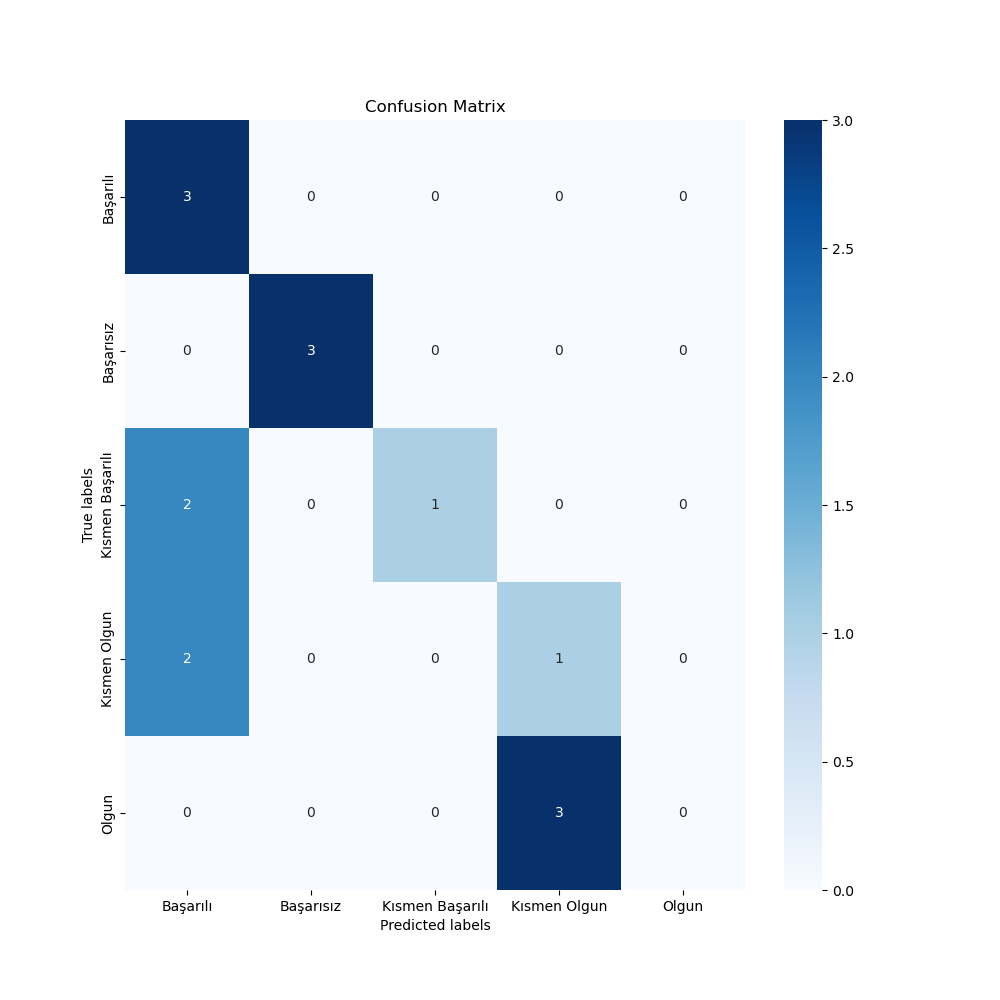 Confusion Matrix
True labels
Başarılı
3 0 0 0 0
Başarısız
0 3 0 0 0
Kısmen Başarılı
2 0 1 0 0
Kısmen Olgun
2 0 0 1 0
Olgun
0 0 0 3 0
Başarılı Başarısız Kısmen Başarılı Kısmen Olgun Olgun
Predicted labels
3.0
2.5
2.0
1.5
1.0
0.5
0.0